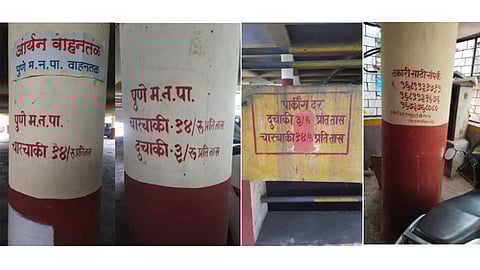 आर्यन वाहनतळ
पुणे म.न.पा. वाहनतळ
पुणे म.न.पा.
चारचाकी १४/रु प्रतितास
पुणे म.न.पा.
चारचाकी-१४/रु प्रतितास
दुचाकी-३/रु प्रतितास
पार्कींग दर
दुचाकी ३/रु प्रतितास
चारचाकी १४/रु प्रतितास
तक्रारी साठी संपर्क